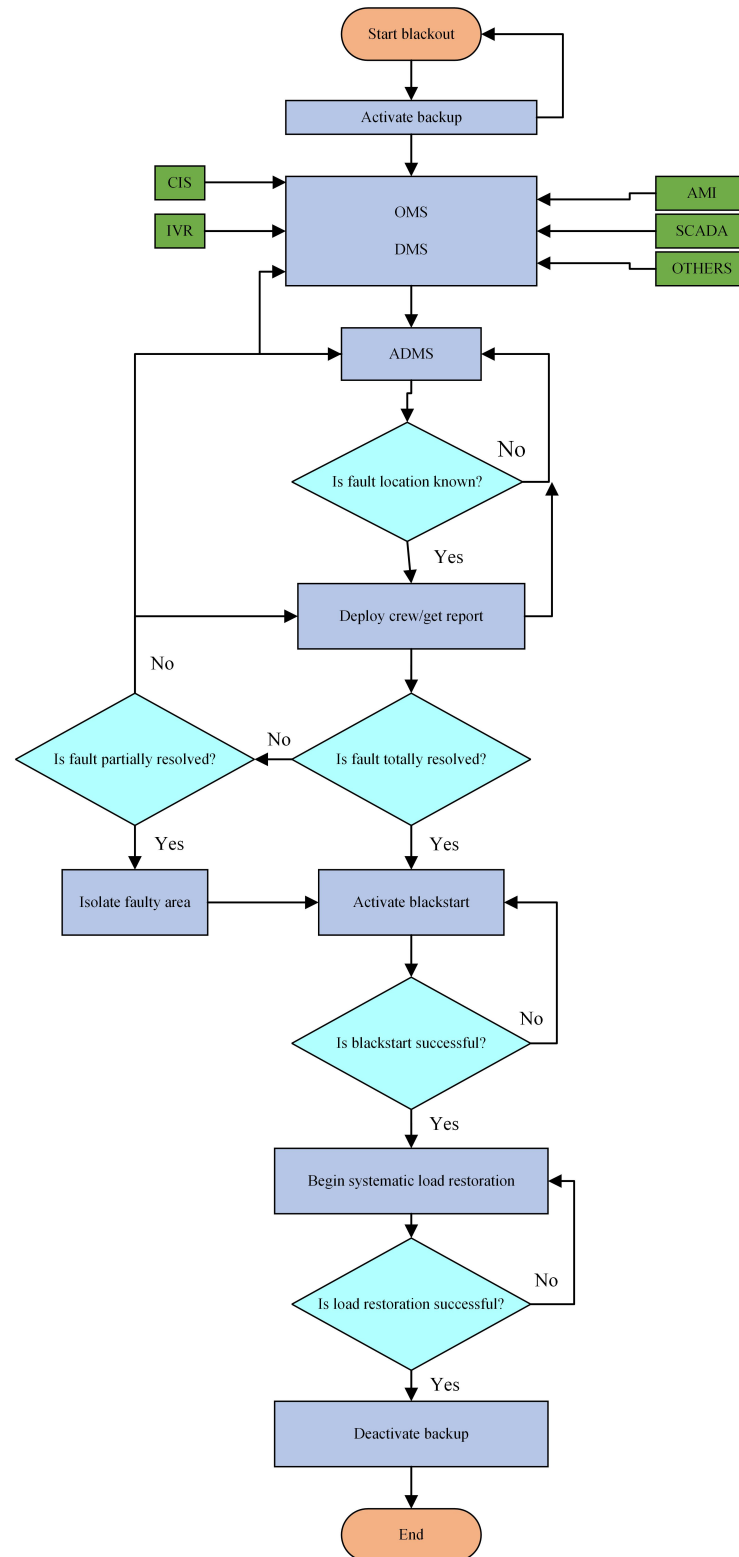 Start blackout
Activate backup
CIS
IVR
OMS
DMS
AMI
SCADA
OTHERS
ADMS
No
Is fault location known?
Yes
Deploy crew/get report
No
Is fault partially resolved?
No
Is fault totally resolved?
Yes
Yes
Isolate faulty area
Activate blackstart
No
Is blackstart successful?
Yes
Begin systematic load restoration
No
Is load restoration successful?
Yes
Deactivate backup
End